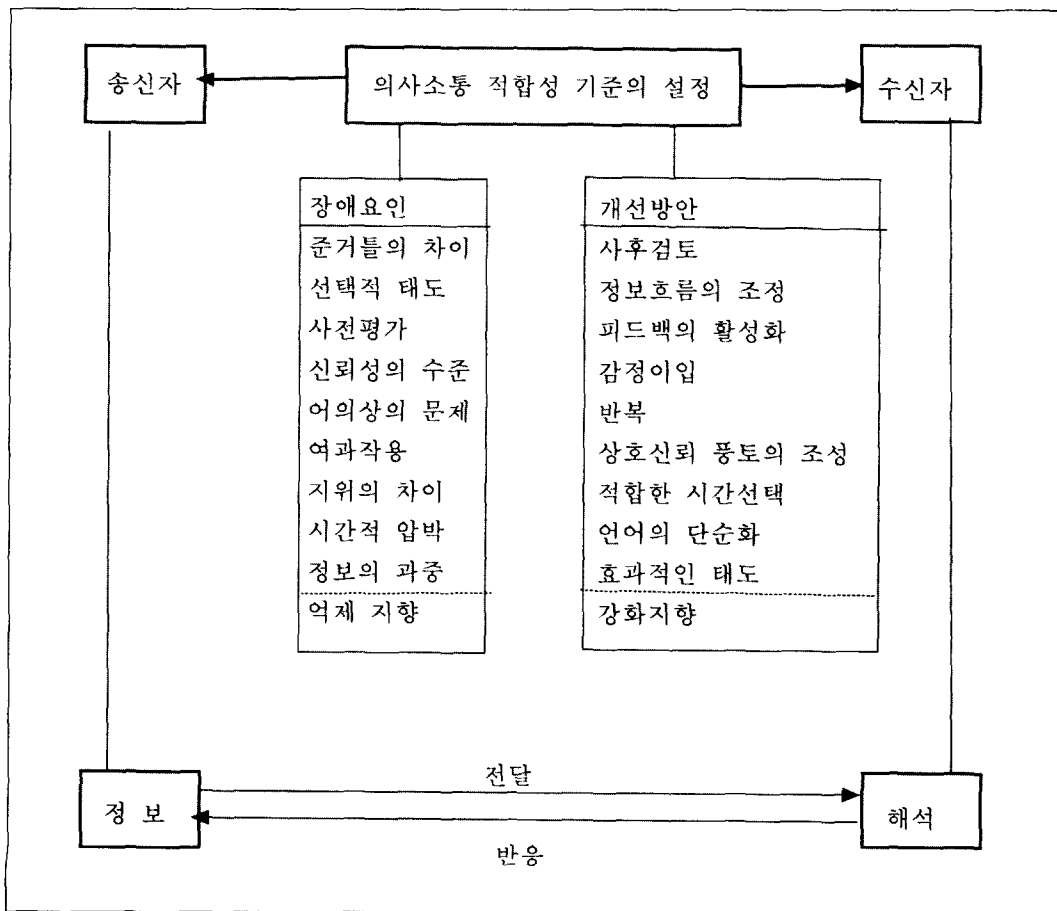 송신자
의사소통 적합성 기준의 설정
수신자
장애요인
준거틀의 차이
선택적 태도
사전평가
신뢰성의 수준
어의상의 문제
여과작용
지위의 차이
시간적 압박
정보의 과중
억제 지향
개선방안
사후검토
정보흐름의 조정
피드백의 활성화
감정이입
반복
상호신뢰 풍토의 조성
적합한 시간선택
언어의 단순화
효과적인 태도
강화지향
정 보
전달
반응
해석